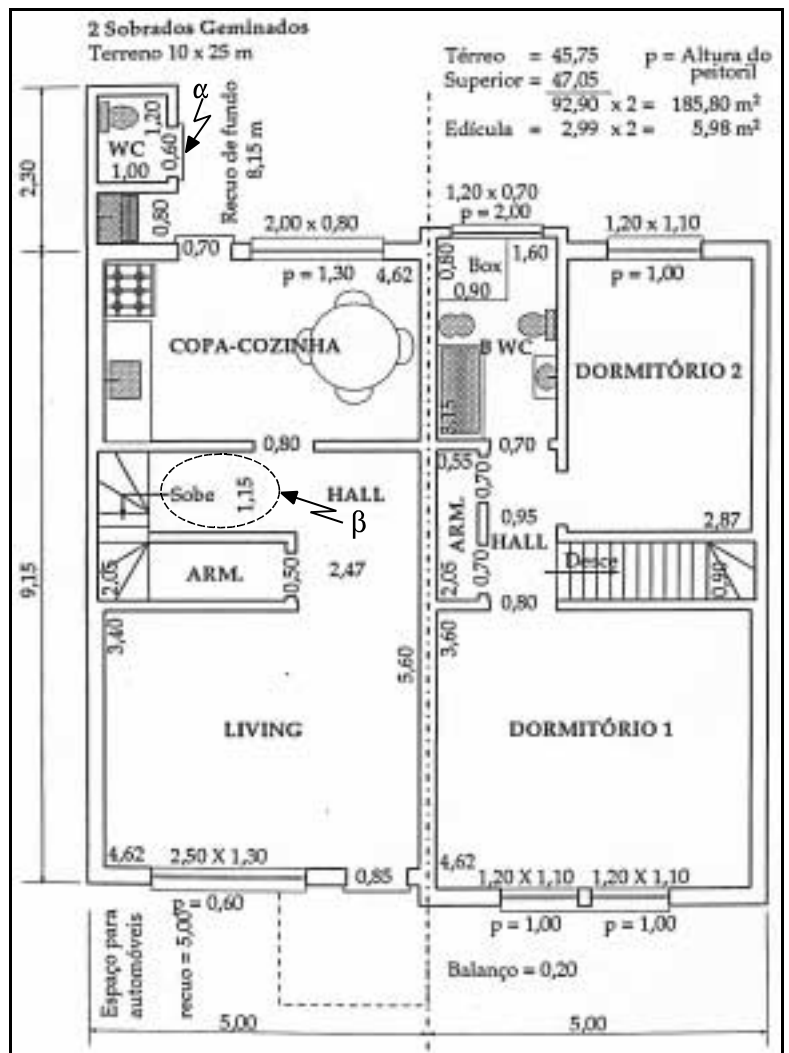 2 Sobrados Geminados
Terreno 10 x 25 m
Térreo = 45,75
Superior = 47,05
92,90 x 2 = 185,80 m²
Edícula = 2,99 x 2 = 5,98 m²
p = Altura do
peitoril
α
WC
1,20
0,60
1,00
0,80
Recuo de fundo
8,15 m
2,30
0,70
2,00 x 0,80
p = 1,30
4,62
COPA-COZINHA
1,20 x 0,70
p = 2,00
0,80
Box
0,90
1,60
B WC
1,20 x 1,10
p = 1,00
DORMITÓRIO 2
0,80
0,70
Sobe
1,15
HALL
β
0,55
0,70
ARM.
0,95
HALL
2,87
Desce
2,05
ARM.
0,50
2,47
2,05
0,70
0,90
0,80
9,15
3,40
5,60
3,60
LIVING
DORMITÓRIO 1
4,62
2,50 X 1,30
0,85
4,62
1,20 X 1,10
1,20 X 1,10
p = 0,60
p = 1,00
p = 1,00
Espaço para
automóveis
recuo = 5,00
Balanço = 0,20
5,00
5,00